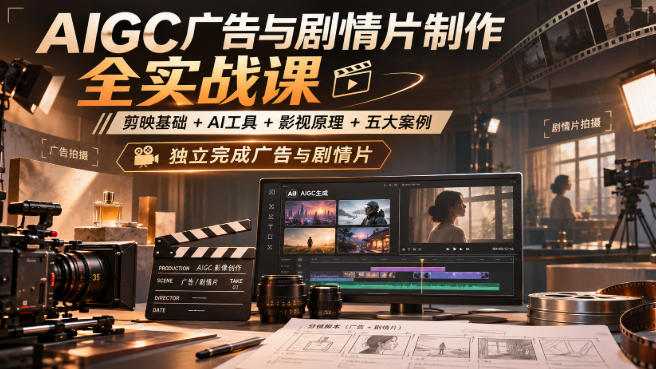 AIGC广告与剧情片制作
全实战课
剪映基础 + AI工具 + 影视原理 + 五大案例
独立完成广告与剧情片
广告拍摄
剧情片拍摄
AB AIGC生成
PRODUCTION AIGC 影像创作
SCENE 广告/剧情片 TAKE 01
DIRECTOR
DATE
35
分镜脚本（广告 + 剧情片）